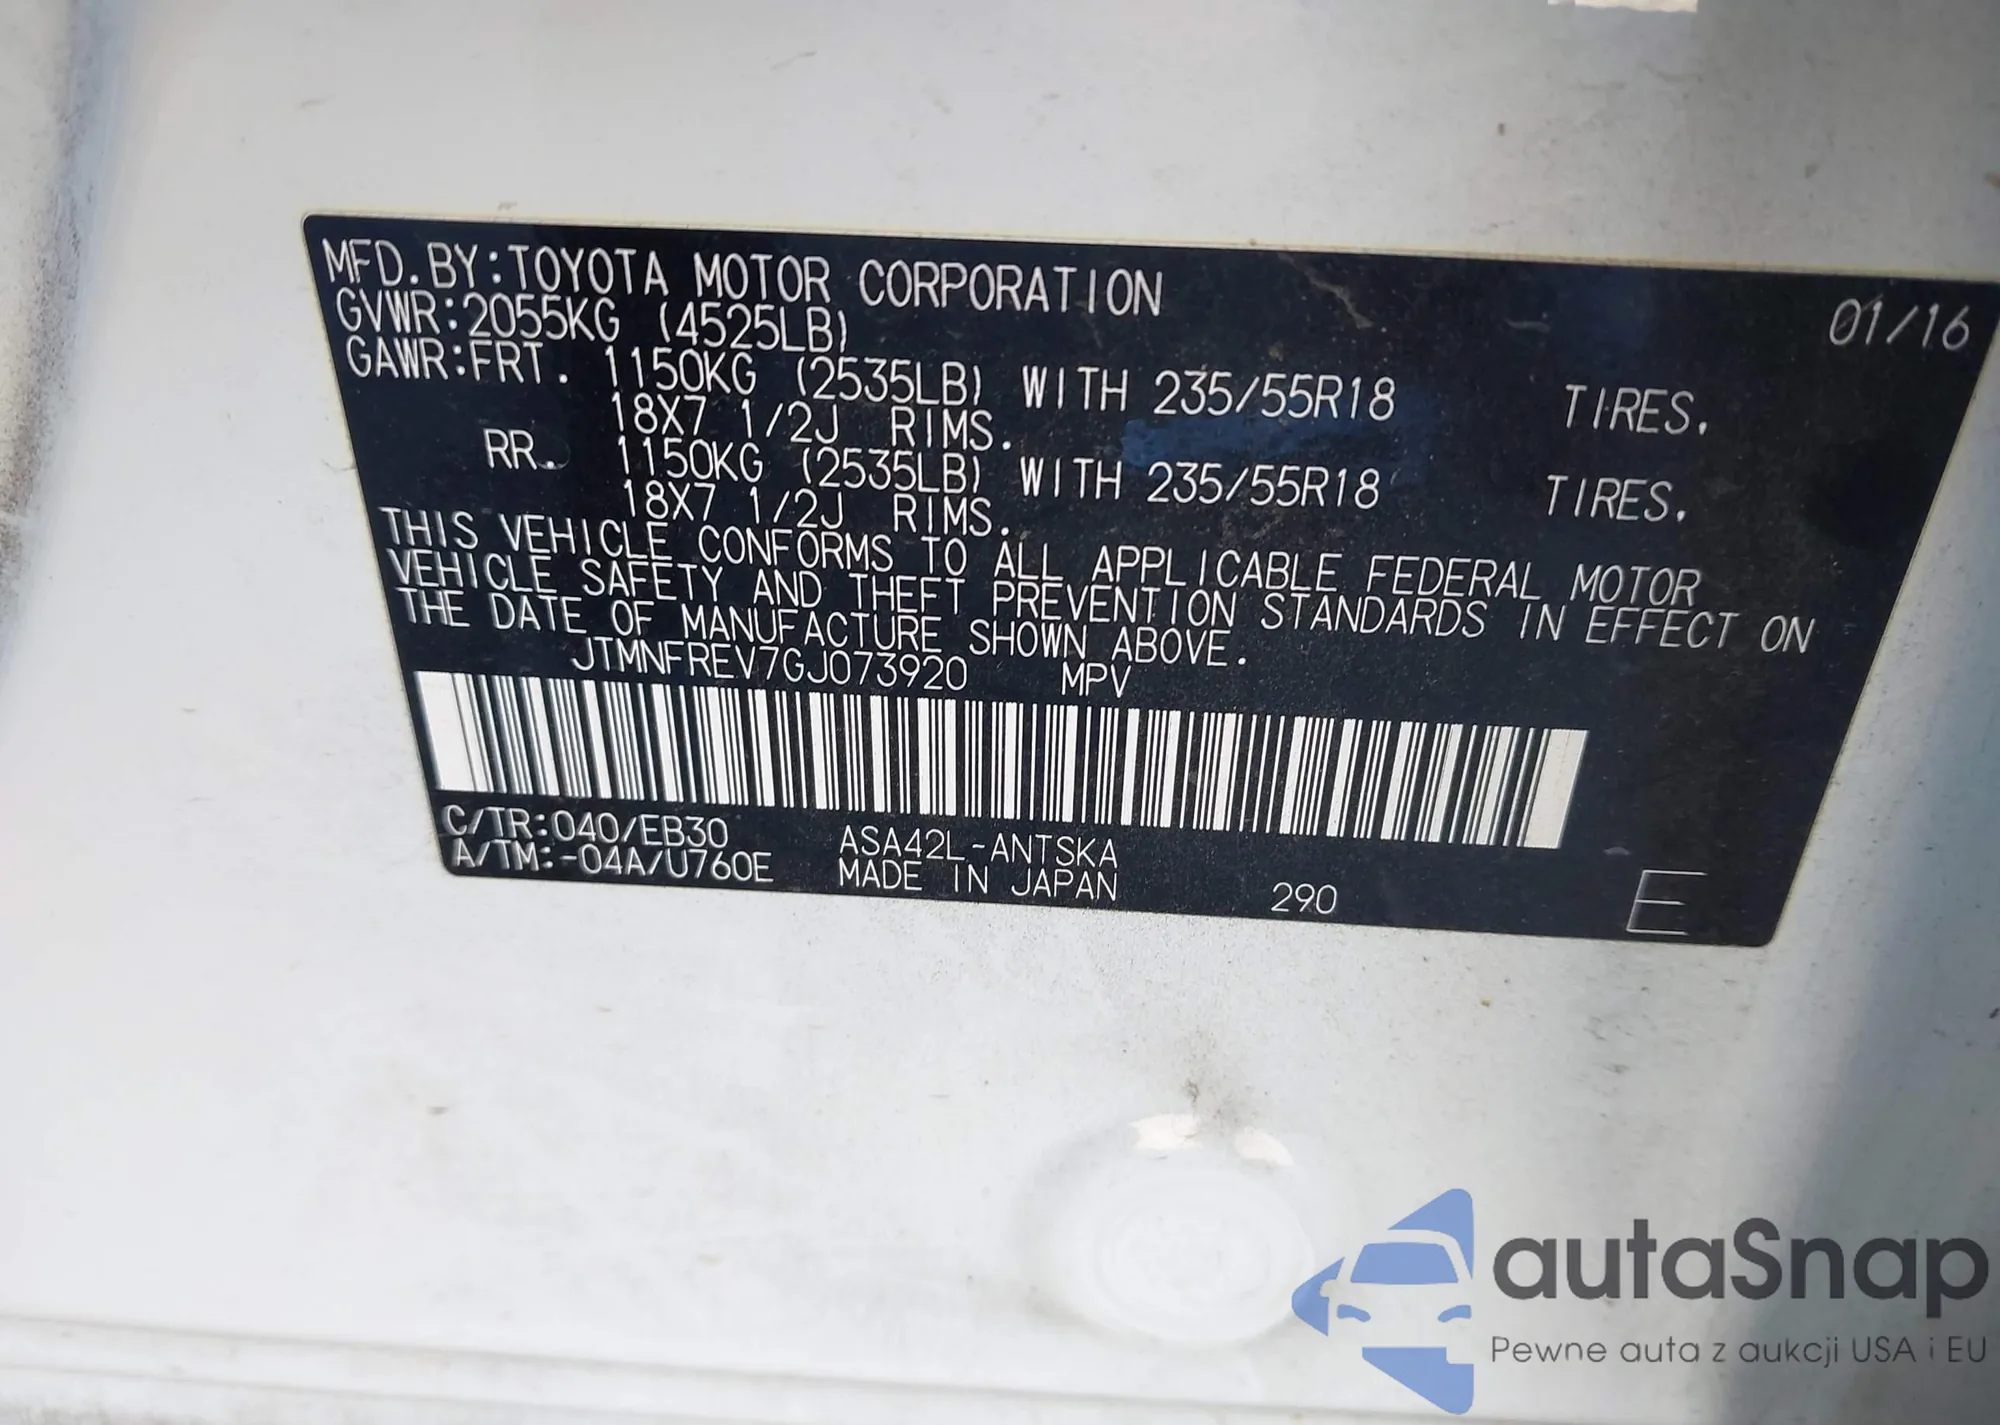 MFD. BY:TOYOTA MOTOR CORPORATION 01/16
GVWR:2055KG (4525LB)
GAWR:FRT. 1150KG (2535LB) WITH 235/55R18 TIRES.
18X7 1/2J RIMS.
RR. 1150KG (2535LB) WITH 235/55R18 TIRES.
18X7 1/2J RIMS.
THIS VEHICLE CONFORMS TO ALL APPLICABLE FEDERAL MOTOR
VEHICLE SAFETY AND THEFT PREVENTION STANDARDS IN EFFECT ON
THE DATE OF MANUFACTURE SHOWN ABOVE.
JTMNFREV7GJ073920 MPV
C/TR:040/EB30 ASA42L-ANTSKA
A/TM:-04A/U760E MADE IN JAPAN 290 E
autaSnap
Pewne auta z aukcji USA i EU